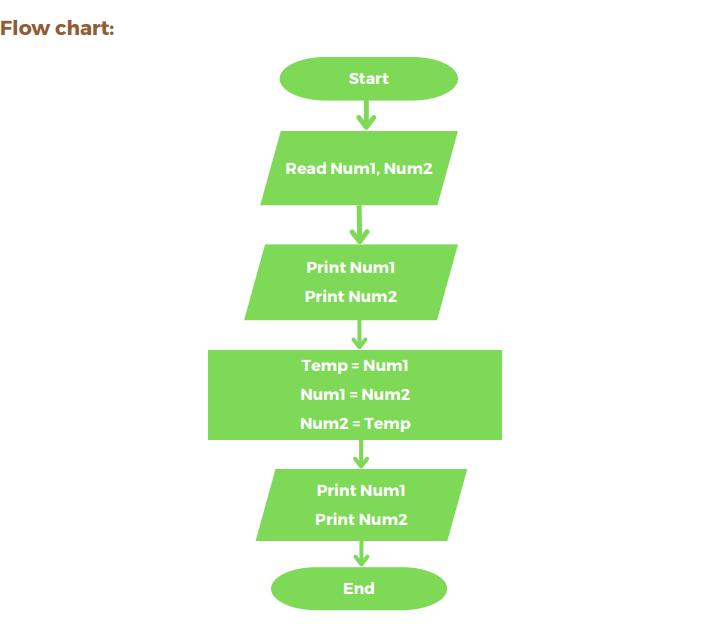 Flow chart:
Start
Read Num1, Num2
Print Num1
Print Num2
Temp = Num1
Num1 = Num2
Num2 = Temp
Print Num1
Print Num2
End